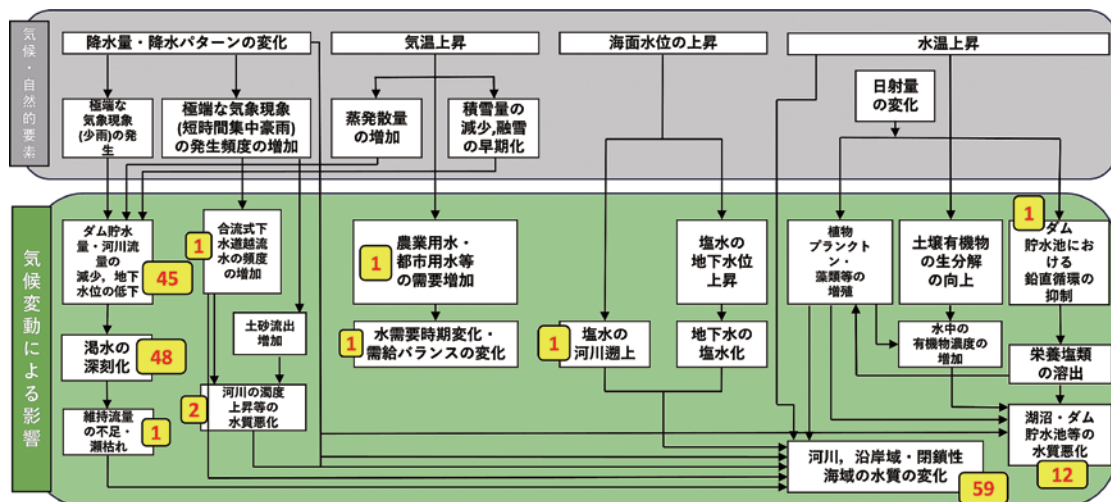 気候・自然的要素
降水量・降水パターンの変化
気温上昇
海面水位の上昇
水温上昇
極端な
気象現象
(少雨)の発
生
極端な気象現象
(短時間集中豪雨)
の発生頻度の増加
蒸発散量
の増加
積雪量の
減少,融雪
の早期化
日射量
の変化
気候変動による影響
ダム貯水
量・河川流量
の
減少，地下
水位の低下
45
合流式下
水道越流
水の頻度
の増加
1
農業用水・
都市用水等
の需要増加
1
塩水の
地下水位
上昇
植物
プランクト
ン・
藻類等の
増殖
土壌有機物
の生分解
の向上
1
ダム
貯水池にお
ける
鉛直循環の
抑制
渇水の
深刻化
48
土砂流出
増加
水需要時期変化・
需給バランスの変化
1
塩水の
河川遡上
1
地下水の
塩水化
水中の
有機物濃度の
増加
栄養塩類
の溶出
維持流量
の不足・
瀬枯れ
1
河川の濁度
上昇等の
水質悪化
2
河川，沿岸域・閉鎖性
海域の水質の変化
59
湖沼・ダム
貯水池等の
水質悪化
12